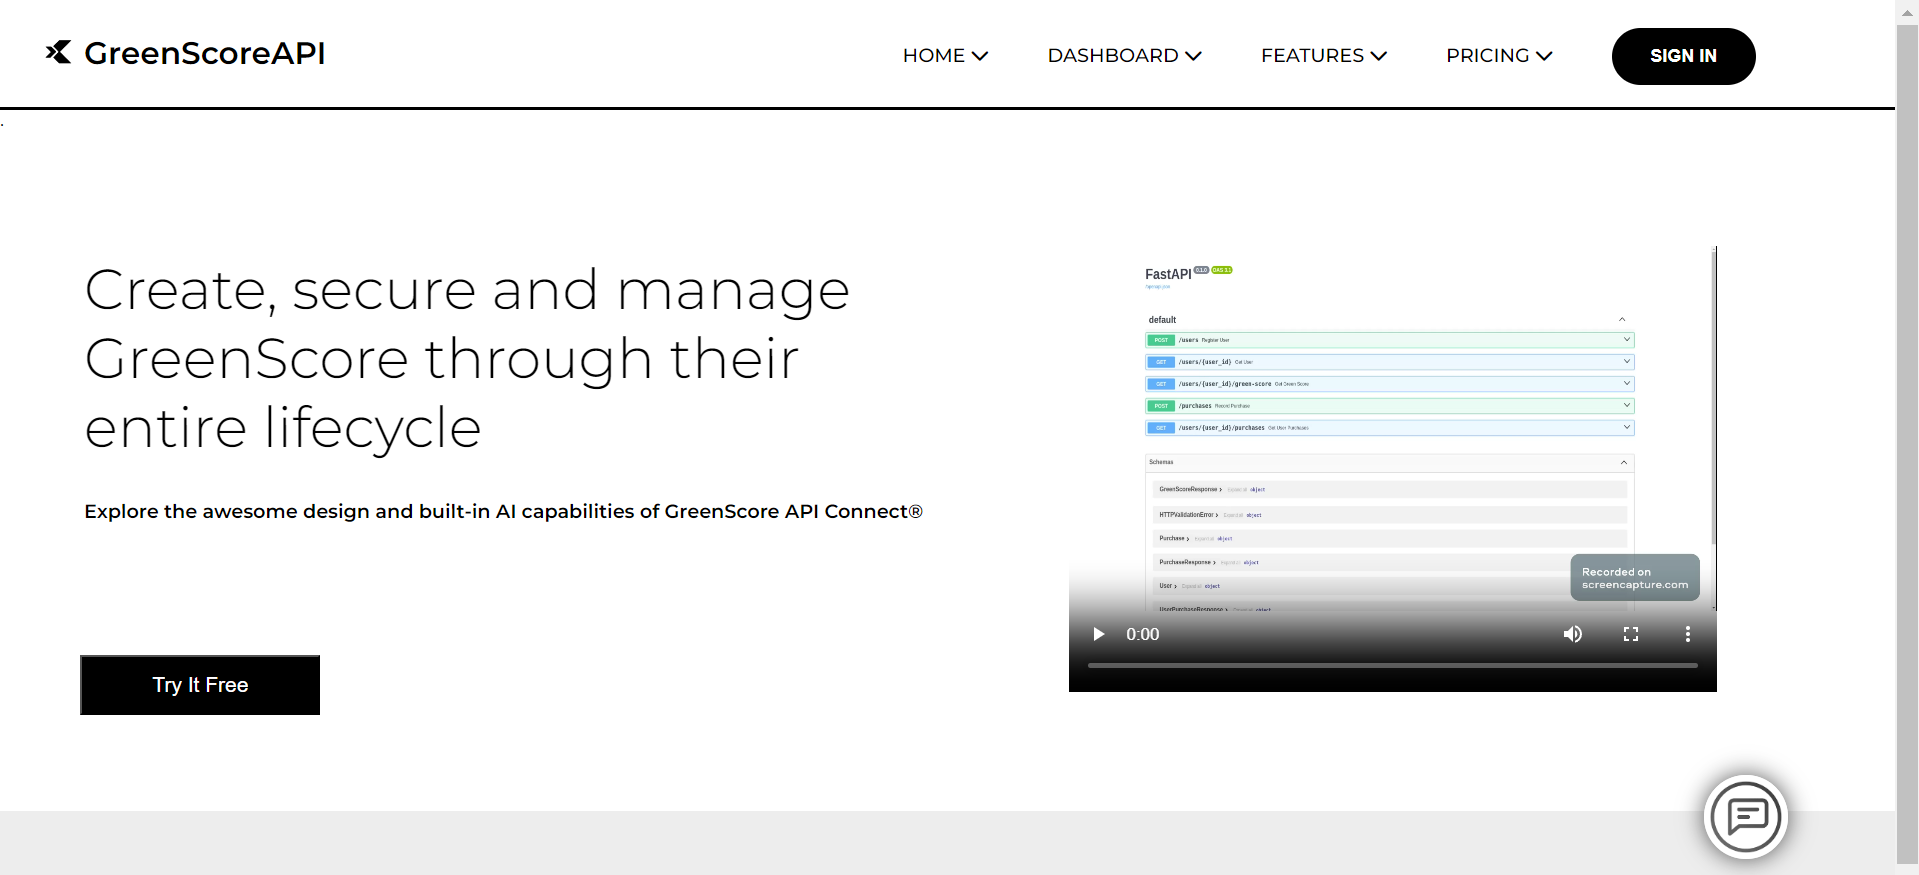 GreenScoreAPI
HOME
DASHBOARD
FEATURES
PRICING
SIGN IN
Create, secure and manage
GreenScore through their
entire lifecycle
Explore the awesome design and built-in AI capabilities of GreenScore API Connect®
Try It Free
FastAPI 0.1.0 OAS 3.1
/openapi.json
default
POST /users Register User
GET /users/{user_id} Get User
GET /users/{user_id}/green-score Get Green Score
POST /purchases Record Purchase
GET /users/{user_id}/purchases Get User Purchases
Schemas
GreenScoreResponse Expand all object
HTTPValidationError Expand all object
Purchase Expand all object
PurchaseResponse Expand all object
User Expand all object
UserPurchaseResponse Expand all object
Recorded on
screencapture.com
0:00